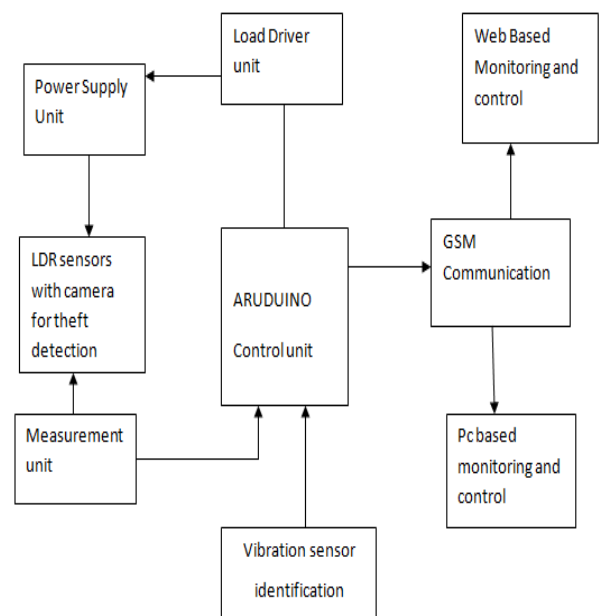 Load Driver
unit
Web Based
Monitoring and
control
Power Supply
Unit
LDR sensors
with camera
for theft
detection
ARUDUINO
Control unit
GSM
Communication
Measurement
unit
Pc based
monitoring and
control
Vibration sensor
identification